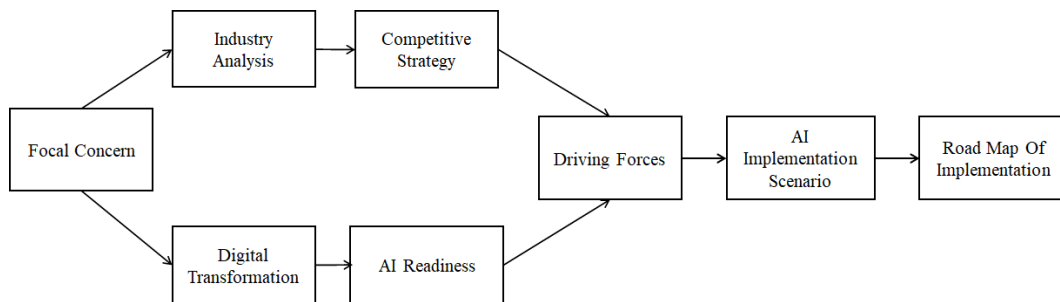 Industry
Analysis
Competitive
Strategy
Focal Concern
Driving Forces
AI
Implementation
Scenario
Road Map Of
Implementation
Digital
Transformation
AI Readiness